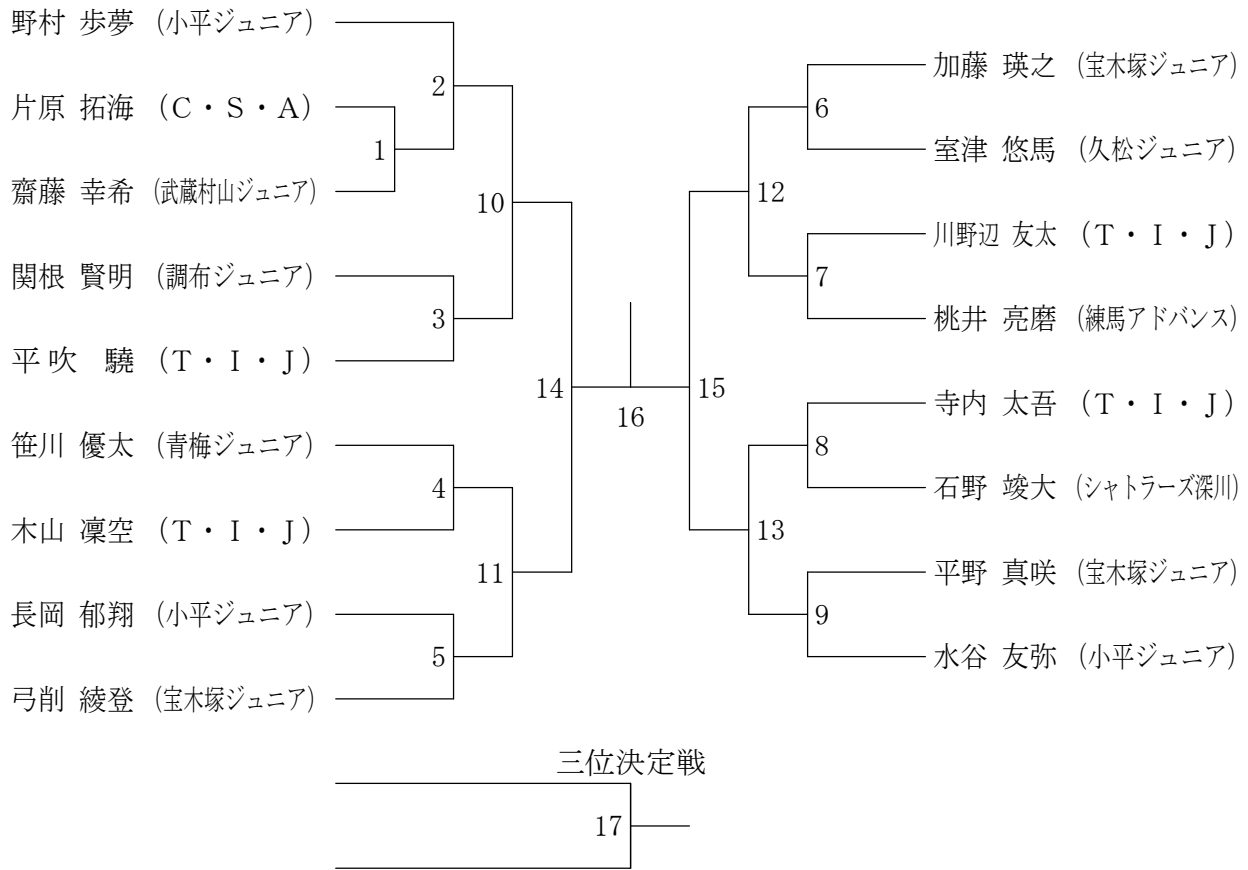 野村 歩夢 (小平ジュニア)
片原 拓海 (C・S・A)
齋藤 幸希 (武蔵村山ジュニア)
関根 賢明 (調布ジュニア)
平吹 驍 (T・I・J)
笹川 優太 (青梅ジュニア)
木山 凜空 (T・I・J)
長岡 郁翔 (小平ジュニア)
弓削 綾登 (宝木塚ジュニア)
1
2
3
4
5
10
11
14
16
15
12
13
6
7
8
9
加藤 瑛之 (宝木塚ジュニア)
室津 悠馬 (久松ジュニア)
川野辺 友太 (T・I・J)
桃井 亮磨 (練馬アドバンス)
寺内 太吾 (T・I・J)
石野 竣大 (シャトラーズ深川)
平野 真咲 (宝木塚ジュニア)
水谷 友弥 (小平ジュニア)
三位決定戦
17